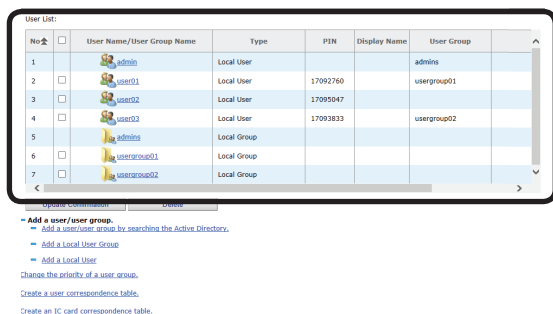 User List:
No User Name/User Group Name Type PIN Display Name User Group
1 admin Local User admins
2 user01 Local User 17092760 usergroup01
3 user02 Local User 17095047
4 user03 Local User 17093833 usergroup02
5 admins Local Group
6 usergroup01 Local Group
7 usergroup02 Local Group
Update Confirmation Delete
Add a user/user group.
Add a user/user group by searching the Active Directory.
Add a Local User Group
Add a Local User
Change the priority of a user group.
Create a user correspondence table.
Create an IC card correspondence table.